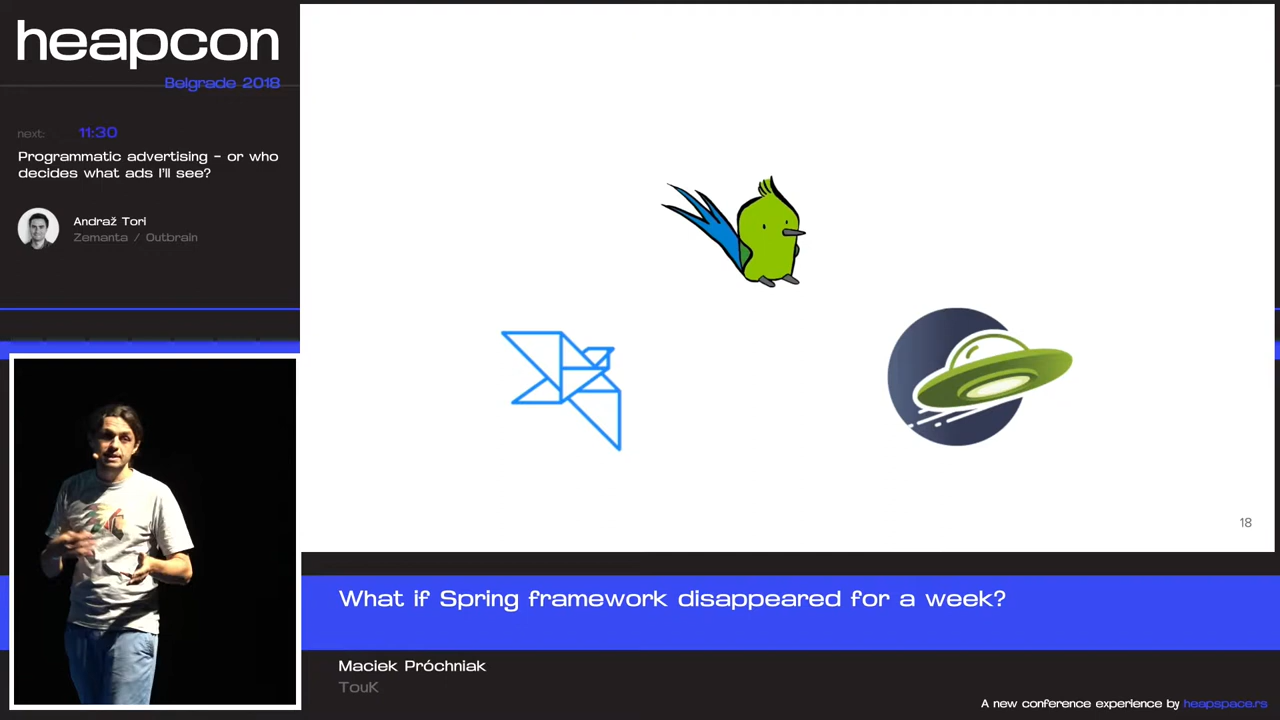 heapcon
Belgrade 2018
next: 11:30
Programmatic advertising - or who
decides what ads I'll see?
Andraž Tori
Zemanta / Outbrain
18
What if Spring framework disappeared for a week?
Maciek Próchniak
TouK
A new conference experience by heapspace.rs